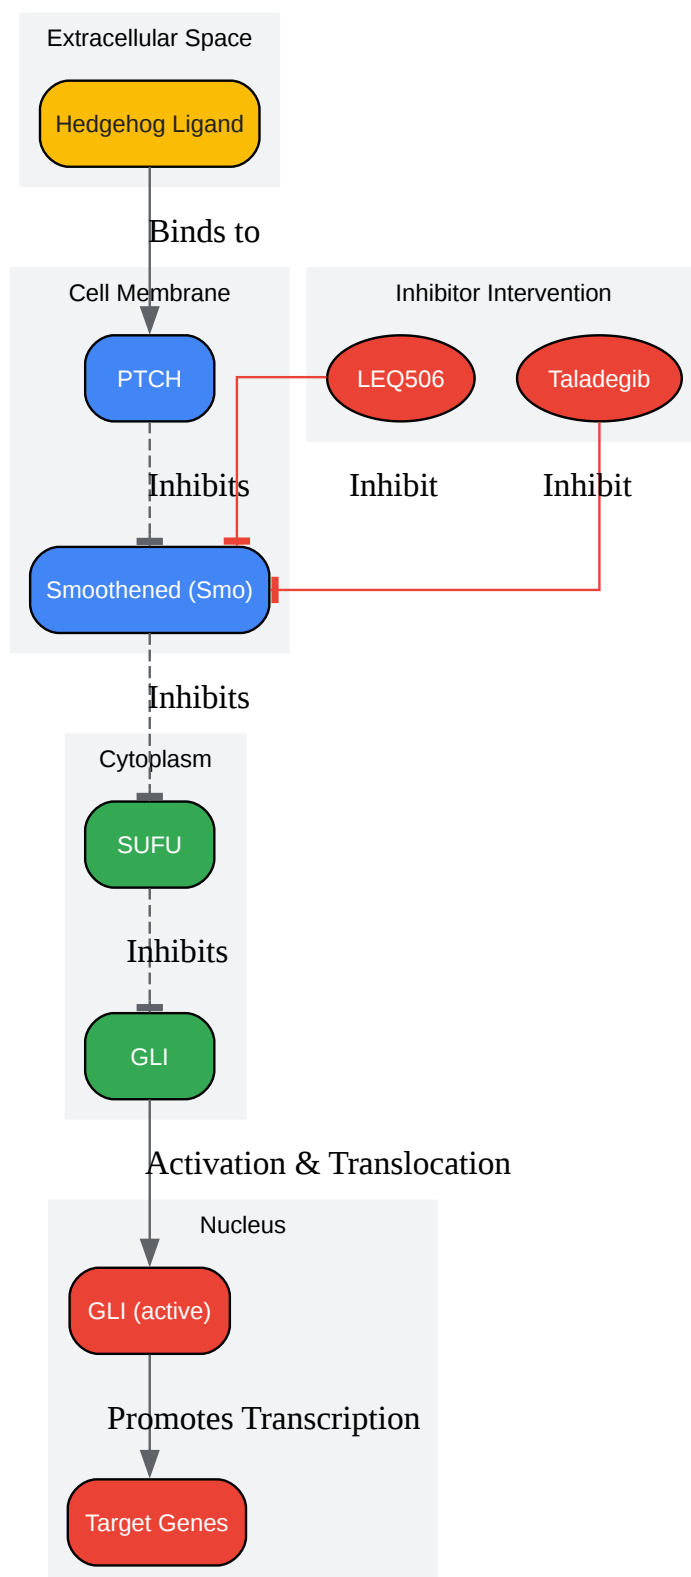 Extracellular Space
Hedgehog Ligand
Binds to
Cell Membrane
Inhibitor Intervention
PTCH
LEQ506
Taladegib
Inhibits
Inhibit
Inhibit
Smoothened (Smo)
Inhibits
Cytoplasm
SUFU
Inhibits
GLI
Activation & Translocation
Nucleus
GLI (active)
Promotes Transcription
Target Genes